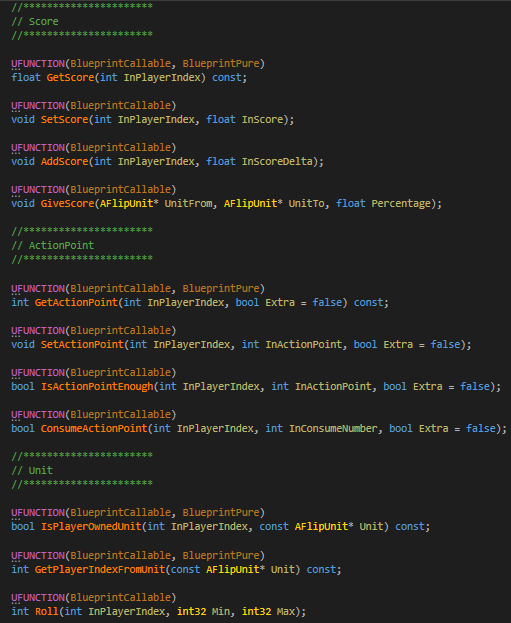 //**********************
// Score
//**********************
UFUNCTION(BlueprintCallable, BlueprintPure)
float GetScore(int InPlayerIndex) const;
UFUNCTION(BlueprintCallable)
void SetScore(int InPlayerIndex, float InScore);
UFUNCTION(BlueprintCallable)
void AddScore(int InPlayerIndex, float InScoreDelta);
UFUNCTION(BlueprintCallable)
void GiveScore(AFlipUnit* UnitFrom, AFlipUnit* UnitTo, float Percentage);
//**********************
// ActionPoint
//**********************
UFUNCTION(BlueprintCallable, BlueprintPure)
int GetActionPoint(int InPlayerIndex, bool Extra = false) const;
UFUNCTION(BlueprintCallable)
void SetActionPoint(int InPlayerIndex, int InActionPoint, bool Extra = false);
UFUNCTION(BlueprintCallable)
bool IsActionPointEnough(int InPlayerIndex, int InActionPoint, bool Extra = false);
UFUNCTION(BlueprintCallable)
bool ConsumeActionPoint(int InPlayerIndex, int InConsumeNumber, bool Extra = false);
//**********************
// Unit
//**********************
UFUNCTION(BlueprintCallable, BlueprintPure)
bool IsPlayerOwnedUnit(int InPlayerIndex, const AFlipUnit* Unit) const;
UFUNCTION(BlueprintCallable, BlueprintPure)
int GetPlayerIndexFromUnit(const AFlipUnit* Unit) const;
UFUNCTION(BlueprintCallable)
int Roll(int InPlayerIndex, int32 Min, int32 Max);